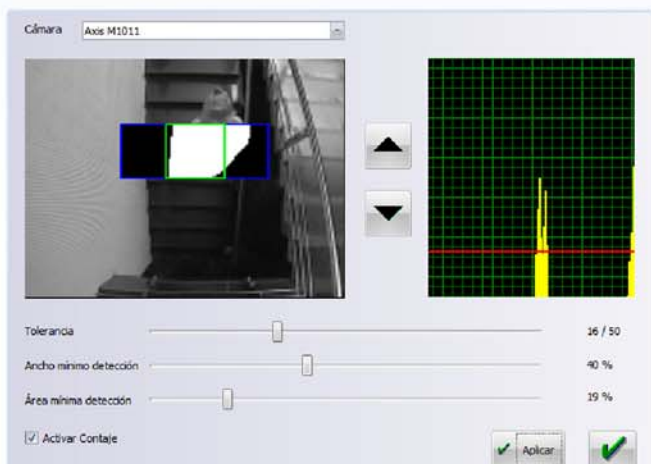 Cámara Axis M1011
Tolerancia 16 / 50
Ancho mínimo detección 40 %
Área mínima detección 19 %
Activar Contaje
Aplicar